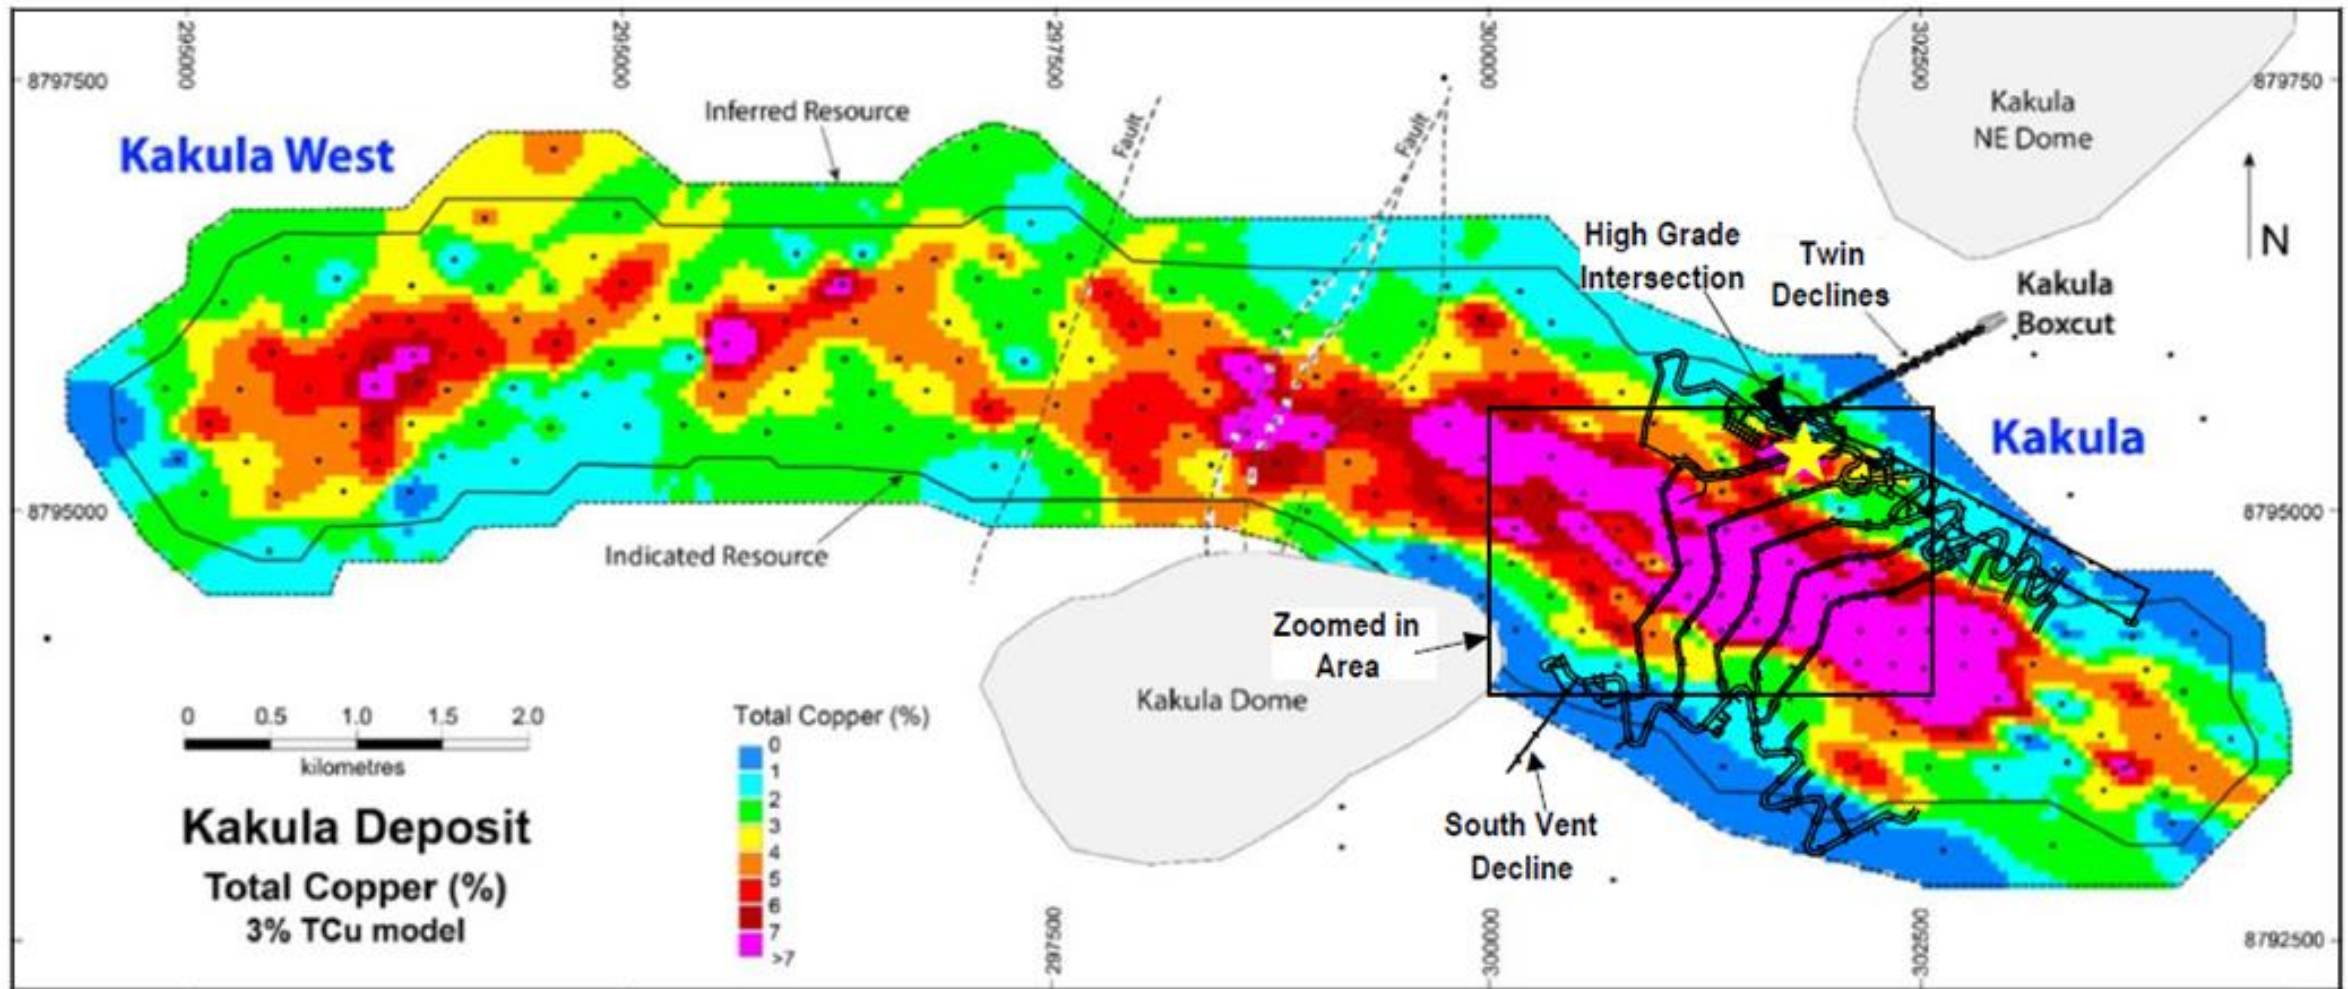 2950000
295000
297500
300000
302500
8797500
879750
Kakula West
Inferred Resource
Fault
Fault
Kakula
NE Dome
N
High Grade
Intersection
Twin
Declines
Kakula
Boxcut
Kakula
8795000
8795000
Indicated Resource
Zoomed in
Area
Kakula Dome
0 0.5 1.0 1.5 2.0
kilometres
Total Copper (%)
0
1
2
3
4
5
6
7
>7
Kakula Deposit
Total Copper (%)
3% TCu model
South Vent
Decline
297500
300000
3025000
8792500